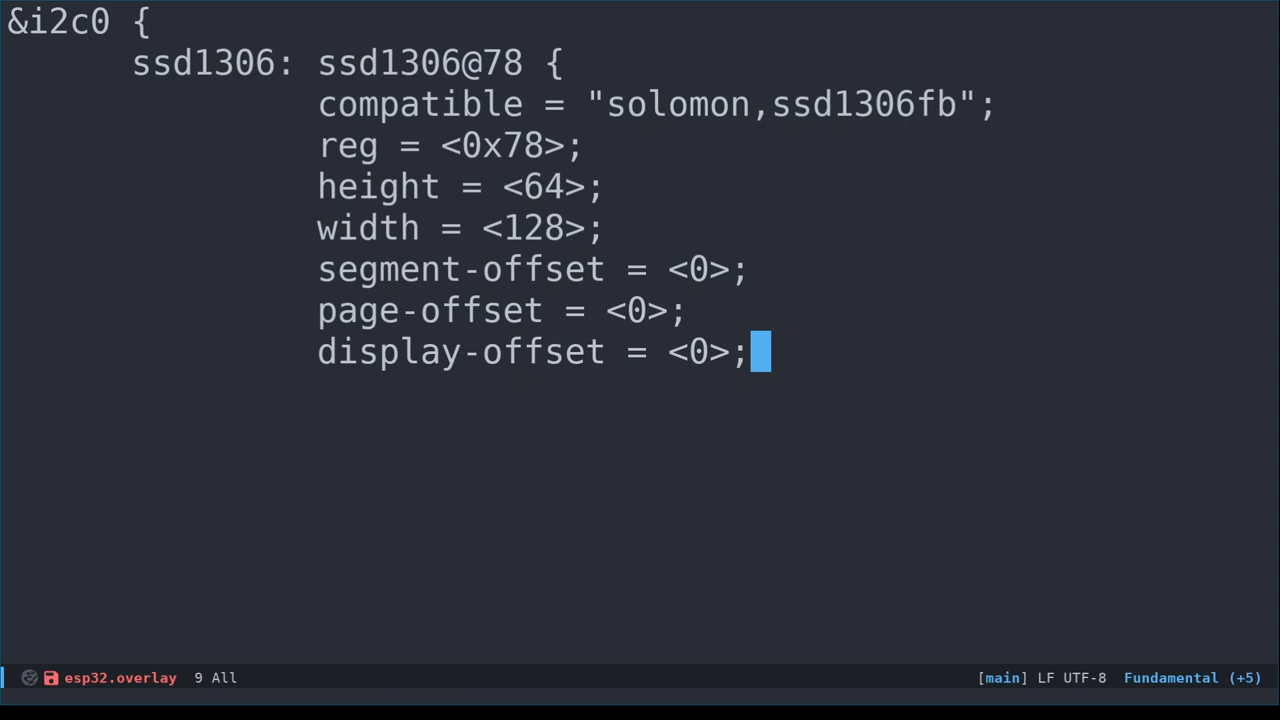 &i2c0 {
ssd1306: ssd1306@78 {
compatible = "solomon,ssd1306fb";
reg = <0x78>;
height = <64>;
width = <128>;
segment-offset = <0>;
page-offset = <0>;
display-offset = <0>;
esp32.overlay 9 All [main] LF UTF-8 Fundamental (+5)